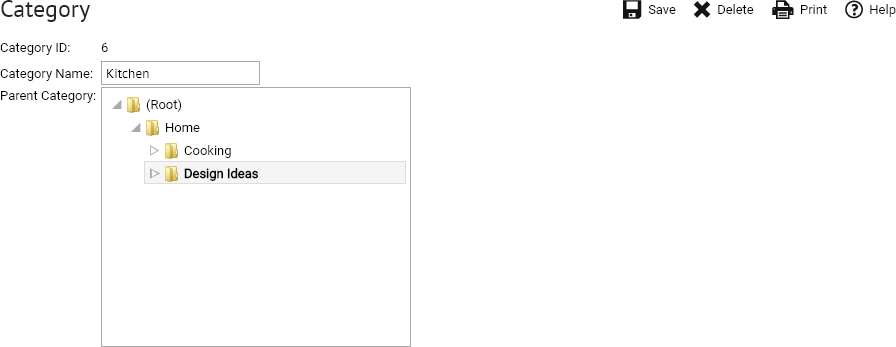 Category
Save Delete Print Help
Category ID: 6
Category Name: Kitchen
Parent Category:
(Root)
Home
Cooking
Design Ideas